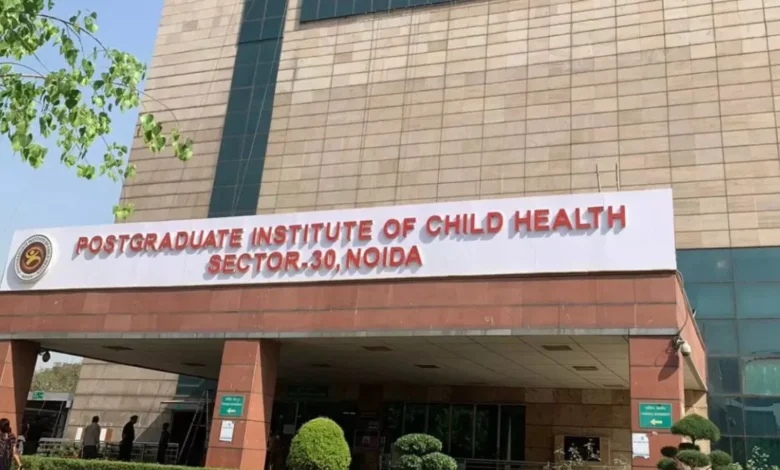 POSTGRADUATE INSTITUTE OF CHILD HEALTH
SECTOR-30, NOIDA